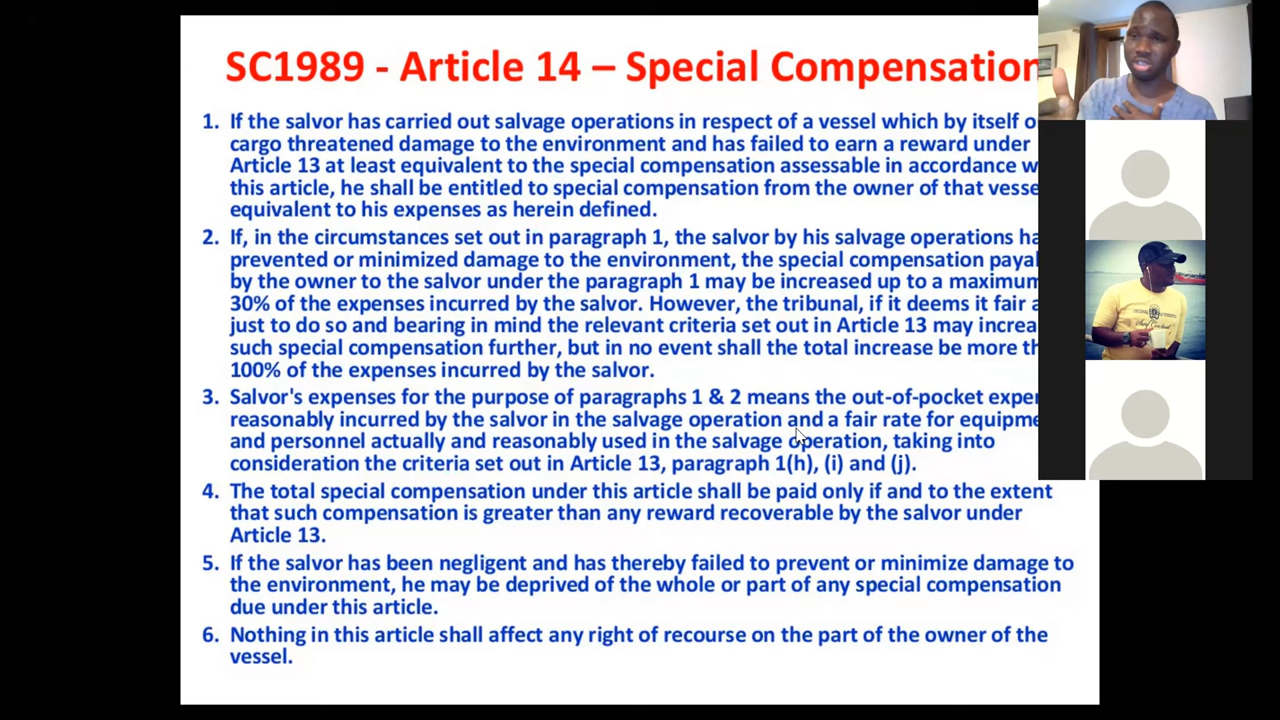 SC1989 - Article 14 – Special Compensation
1. If the salvor has carried out salvage operations in respect of a vessel which by itself o
cargo threatened damage to the environment and has failed to earn a reward under
Article 13 at least equivalent to the special compensation assessable in accordance w
this article, he shall be entitled to special compensation from the owner of that vesse
equivalent to his expenses as herein defined.
2. If, in the circumstances set out in paragraph 1, the salvor by his salvage operations ha
prevented or minimized damage to the environment, the special compensation paya
by the owner to the salvor under the paragraph 1 may be increased up to a maximum
30% of the expenses incurred by the salvor. However, the tribunal, if it deems it fair a
just to do so and bearing in mind the relevant criteria set out in Article 13 may increa
such special compensation further, but in no event shall the total increase be more th
100% of the expenses incurred by the salvor.
3. Salvor's expenses for the purpose of paragraphs 1 & 2 means the out-of-pocket expe
reasonably incurred by the salvor in the salvage operation and a fair rate for equipme
and personnel actually and reasonably used in the salvage operation, taking into
consideration the criteria set out in Article 13, paragraph 1(h), (i) and (j).
4. The total special compensation under this article shall be paid only if and to the extent
that such compensation is greater than any reward recoverable by the salvor under
Article 13.
5. If the salvor has been negligent and has thereby failed to prevent or minimize damage to
the environment, he may be deprived of the whole or part of any special compensation
due under this article.
6. Nothing in this article shall affect any right of recourse on the part of the owner of the
vessel.